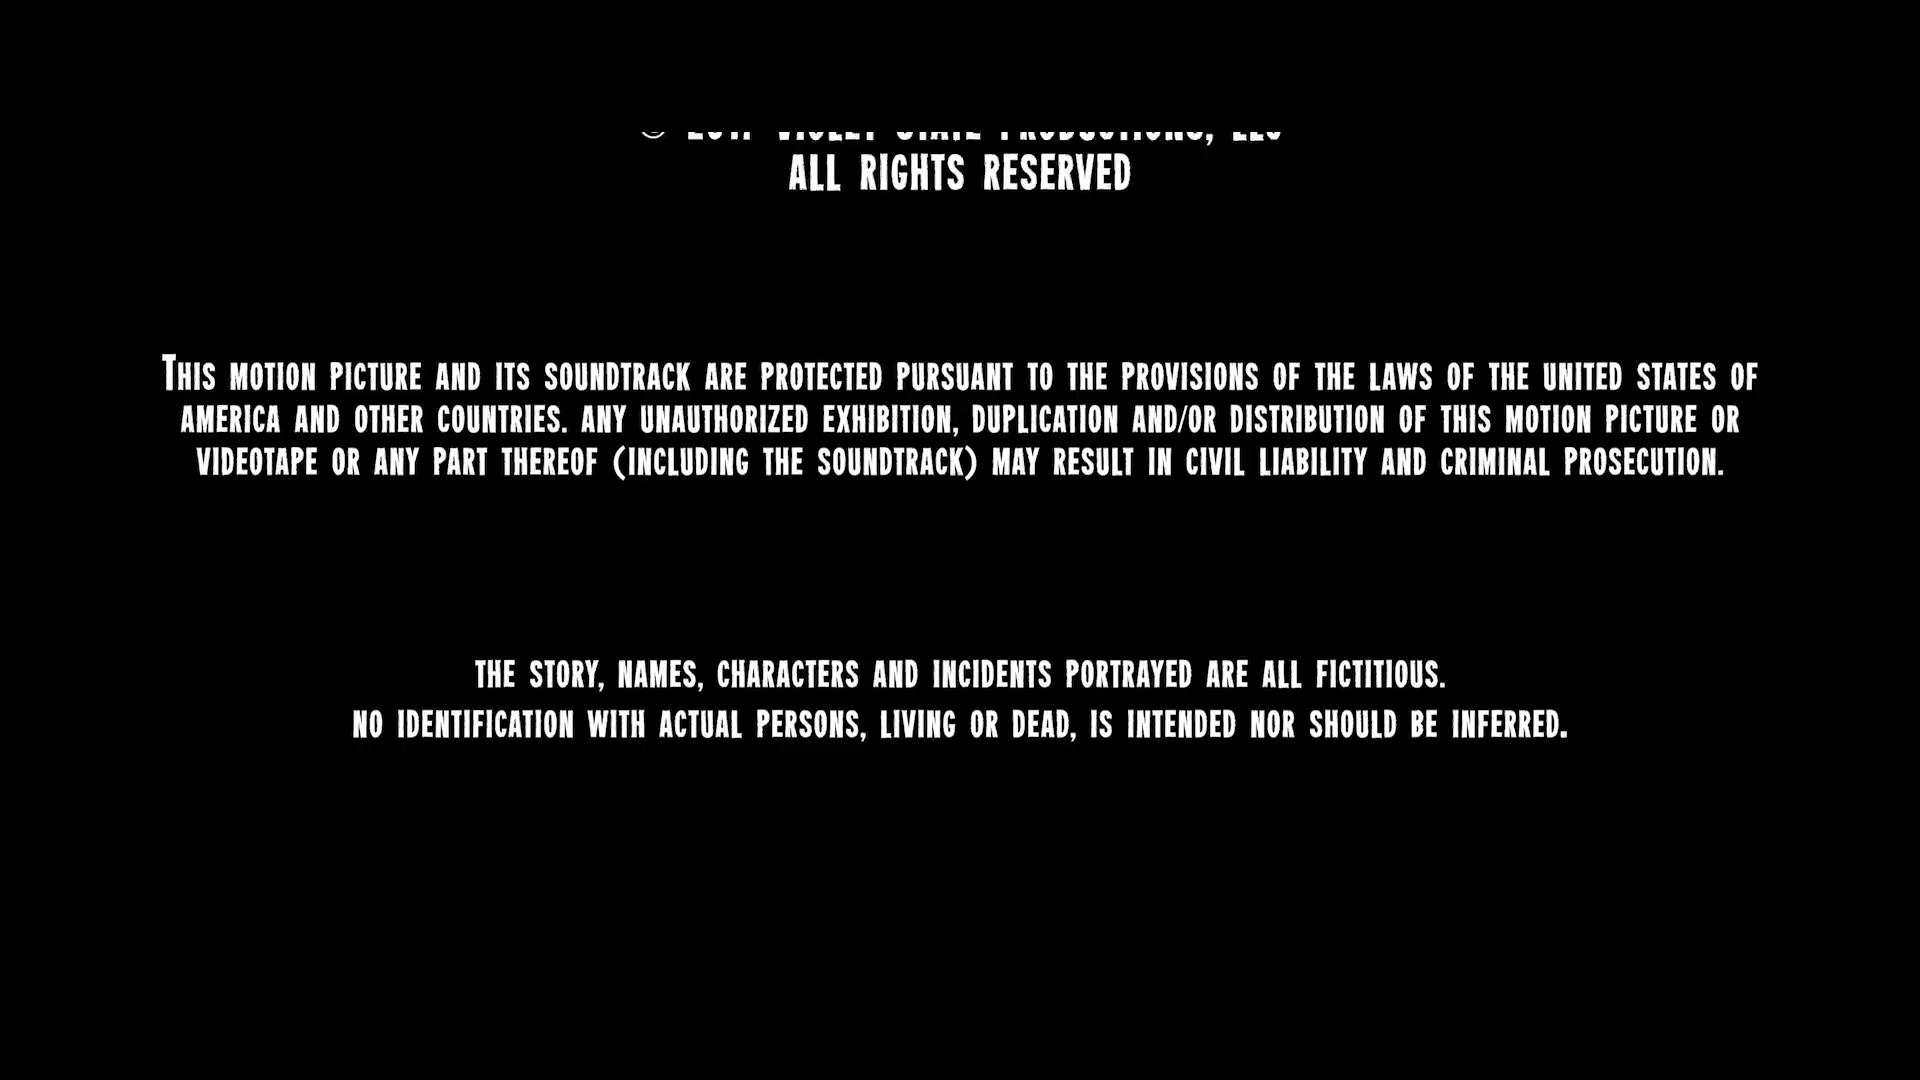 ALL RIGHTS RESERVED
THIS MOTION PICTURE AND ITS SOUNDTRACK ARE PROTECTED PURSUANT TO THE PROVISIONS OF THE LAWS OF THE UNITED STATES OF
AMERICA AND OTHER COUNTRIES. ANY UNAUTHORIZED EXHIBITION, DUPLICATION AND/OR DISTRIBUTION OF THIS MOTION PICTURE OR
VIDEOTAPE OR ANY PART THEREOF (INCLUDING THE SOUNDTRACK) MAY RESULT IN CIVIL LIABILITY AND CRIMINAL PROSECUTION.
THE STORY, NAMES, CHARACTERS AND INCIDENTS PORTRAYED ARE ALL FICTITIOUS.
NO IDENTIFICATION WITH ACTUAL PERSONS, LIVING OR DEAD, IS INTENDED NOR SHOULD BE INFERRED.